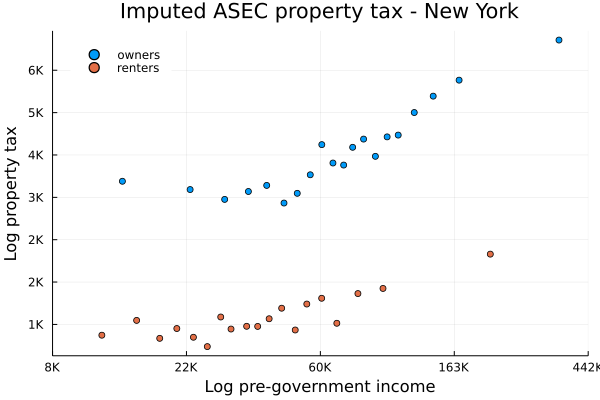 Imputed ASEC property tax - New York
owners
renters
Log property tax
6K
5K
4K
3K
2K
2K
1K
8K 22K 60K 163K 442K
Log pre-government income